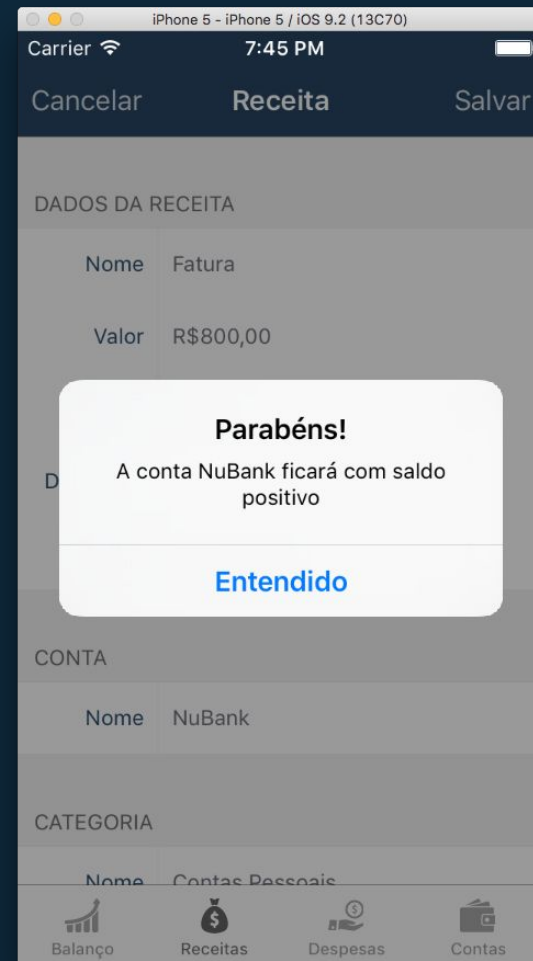 iPhone 5 - iPhone 5 / iOS 9.2 (13C70)
Carrier 7:45 PM
Cancelar Receita Salvar
DADOS DA RECEITA
Nome Fatura
Valor R$800,00
Parabéns!
D
A conta NuBank ficará com saldo
positivo
Entendido
CONTA
Nome NuBank
CATEGORIA
Nome Contas Pessoais
Balanço Receitas Despesas Contas